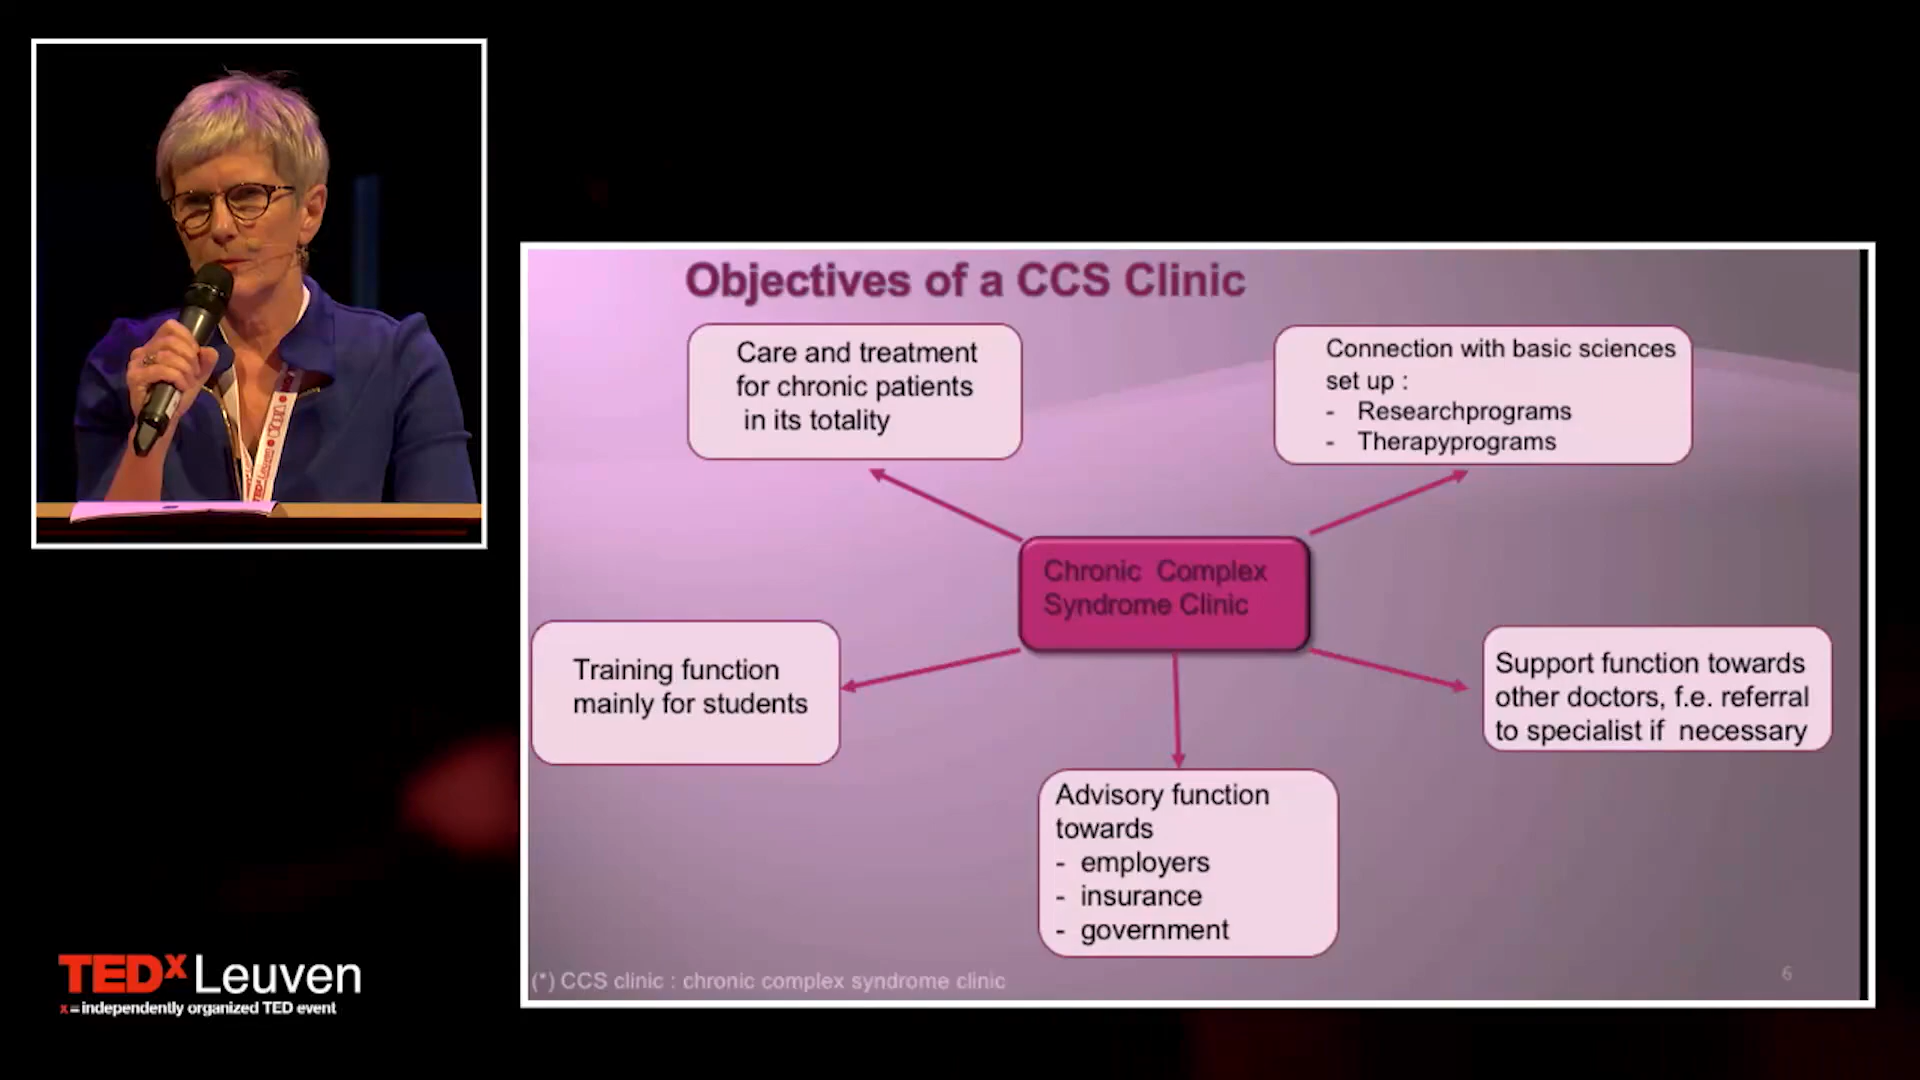 Objectives of a CCS Clinic
Care and treatment
for chronic patients
in its totality
Connection with basic sciences
set up :
- Researchprograms
- Therapyprograms
Chronic Complex
Syndrome Clinic
Training function
mainly for students
Support function towards
other doctors, f.e. referral
to specialist if necessary
Advisory function
towards
- employers
- insurance
- government
(*) CCS clinic : chronic complex syndrome clinic
6
TEDx Leuven
x = independently organized TED event